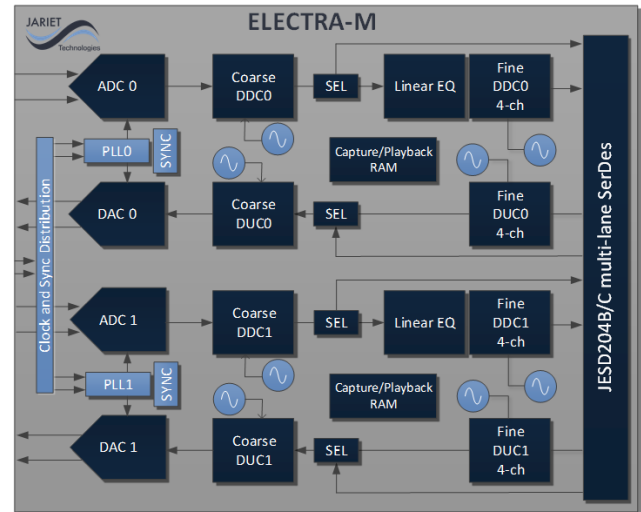 JARIET
Technologies
ELECTRA-M
ADC 0
Coarse
DDC0
SEL
Linear EQ
Fine
DDC0
4-ch
PLL0
SYNC
Capture/Playback
RAM
DAC 0
Coarse
DUC0
SEL
Fine
DUC0
4-ch
Clock and Sync Distribution
JESD204B/C multi-lane SerDes
ADC 1
Coarse
DDC1
SEL
Linear EQ
Fine
DDC1
4-ch
PLL1
SYNC
Capture/Playback
RAM
DAC 1
Coarse
DUC1
SEL
Fine
DUC1
4-ch